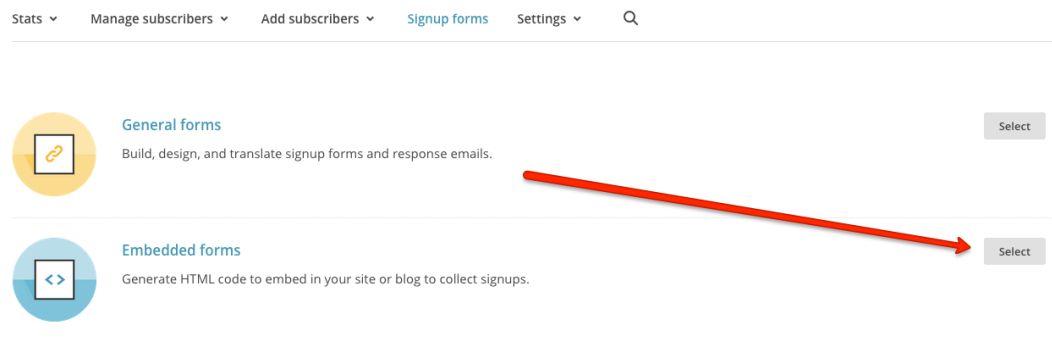 Stats Manage subscribers Add subscribers Signup forms Settings
General forms
Select
Build, design, and translate signup forms and response emails.
Embedded forms
Select
Generate HTML code to embed in your site or blog to collect signups.